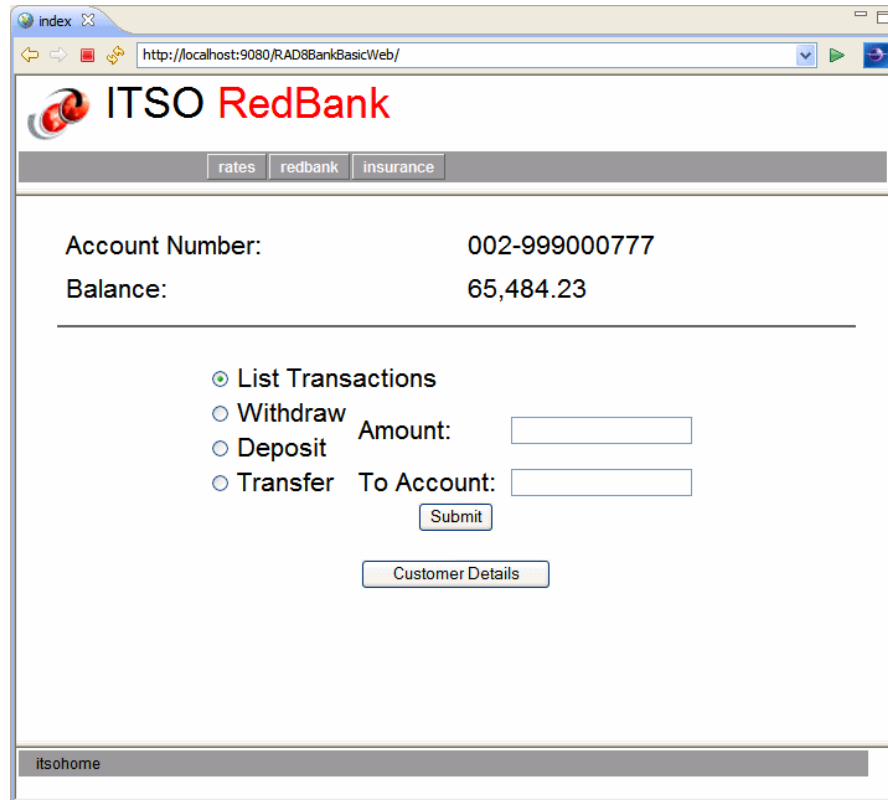 index
http://localhost:9080/RAD8BankBasicWeb/
ITSO RedBank
rates redbank insurance
Account Number: 002-999000777
Balance: 65,484.23
List Transactions
Withdraw
Amount:
Deposit
Transfer To Account:
Submit
Customer Details
itsohome